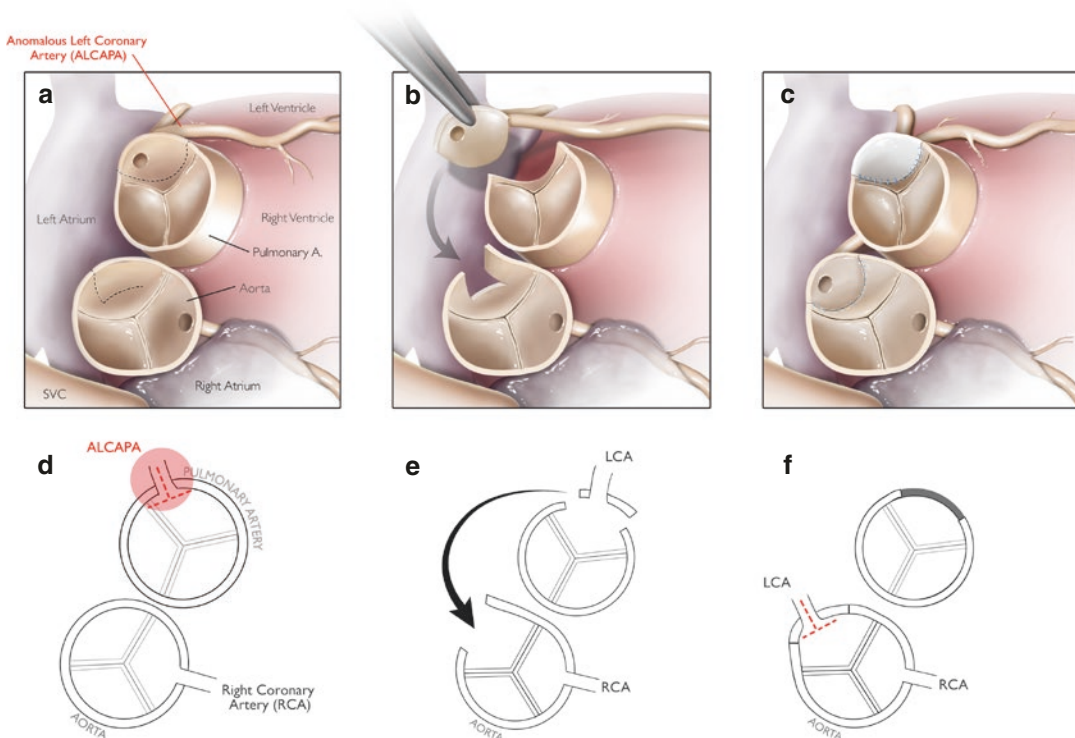 Anomalous Left Coronary
Artery (ALCAPA)
a
Left Ventricle
Left Atrium
Right Ventricle
Pulmonary A.
Aorta
SVC
Right Atrium
b
c
d
ALCAPA
PULMONARY ARTERY
Right Coronary
Artery (RCA)
AORTA
e
LCA
RCA
AORTA
f
LCA
RCA
AORTA